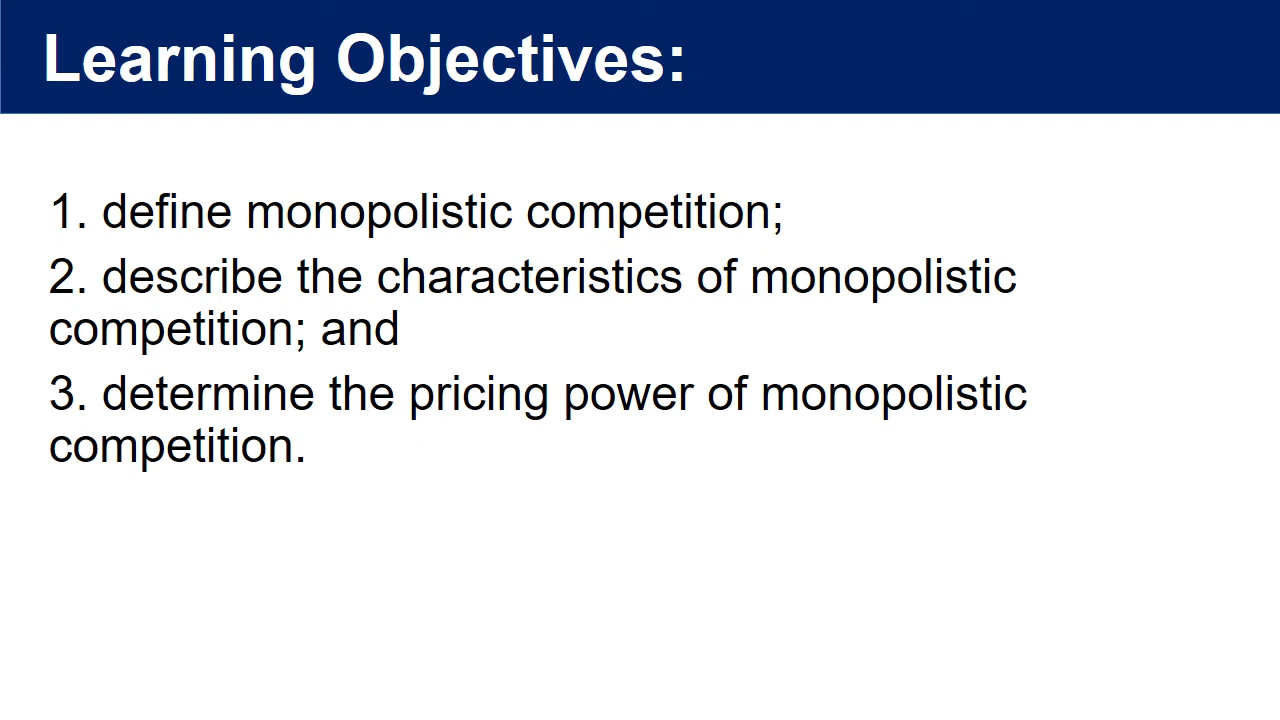 Learning Objectives:
1. define monopolistic competition;
2. describe the characteristics of monopolistic
competition; and
3. determine the pricing power of monopolistic
competition.